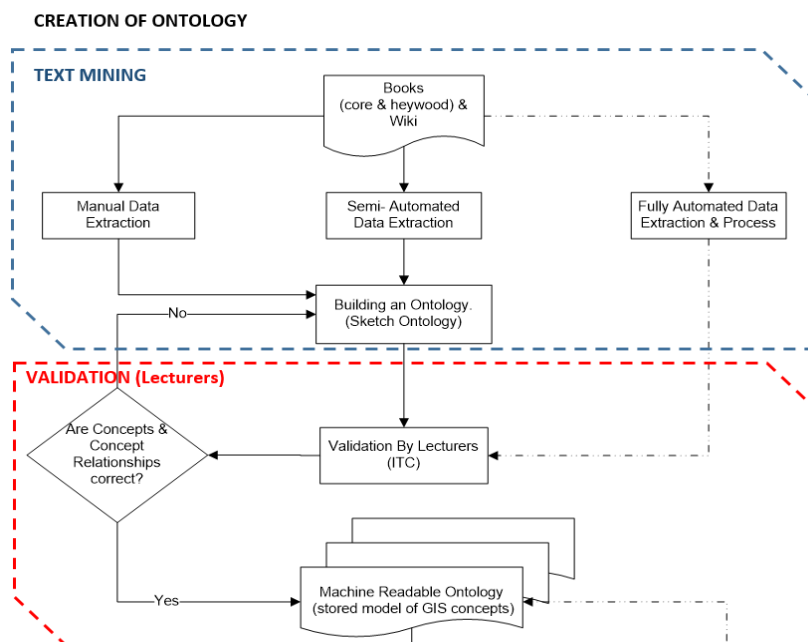 CREATION OF ONTOLOGY
TEXT MINING
Books
(core & heywood) &
Wiki
Manual Data
Extraction
Semi- Automated
Data Extraction
Fully Automated Data
Extraction & Process
Building an Ontology.
(Sketch Ontology)
No
VALIDATION (Lecturers)
Are Concepts &
Concept
Relationships
correct?
Validation By Lecturers
(ITC)
Yes
Machine Readable Ontology
(stored model of GIS concepts)